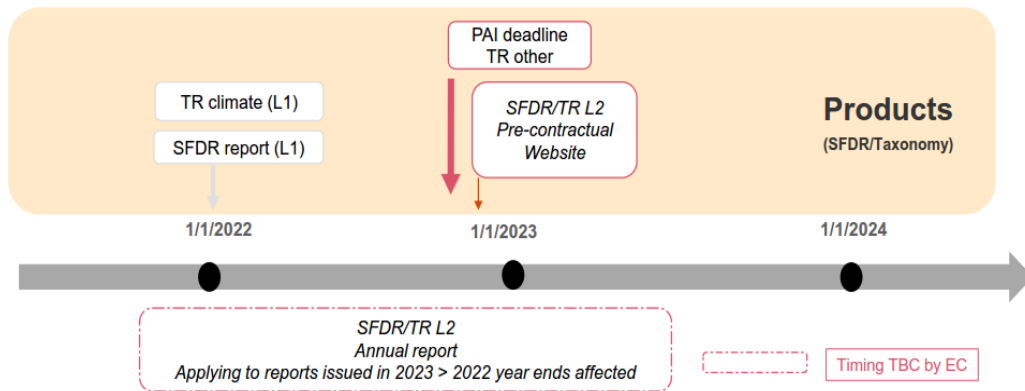 PAI deadline
TR other
TR climate (L1)
SFDR report (L1)
SFDR/TR L2
Pre-contractual
Website
Products
(SFDR/Taxonomy)
1/1/2022
1/1/2023
1/1/2024
SFDR/TR L2
Annual report
Applying to reports issued in 2023 > 2022 year ends affected
Timing TBC by EC